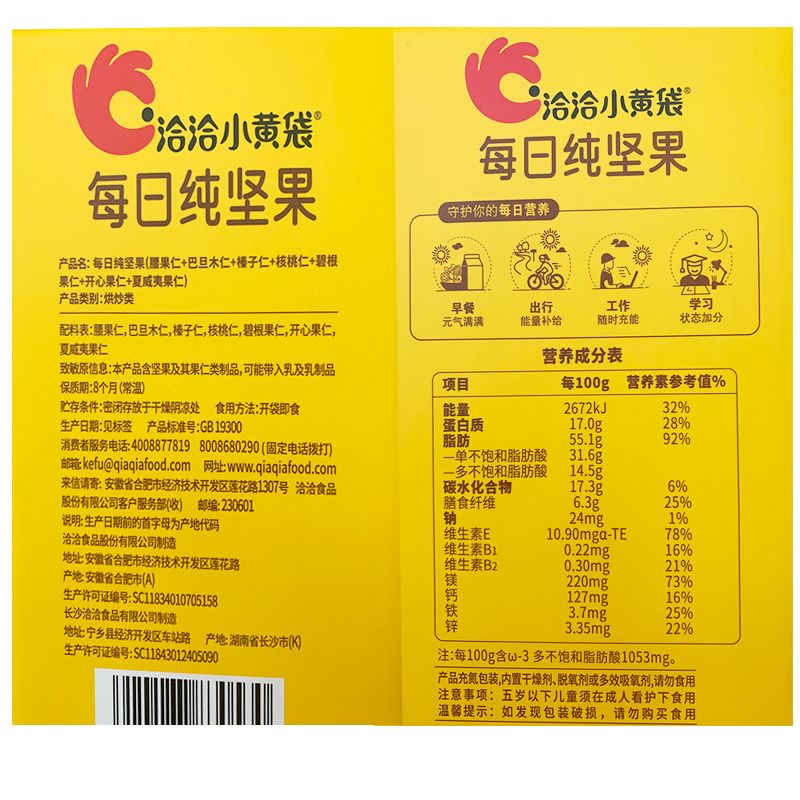 洽洽小黄袋®
每日纯坚果
产品名: 每日纯坚果(腰果仁+巴旦木仁+榛子仁+核桃仁+碧根
果仁+开心果仁+夏威夷果仁)
产品类别: 烘炒类
配料表: 腰果仁, 巴旦木仁, 榛子仁, 核桃仁, 碧根果仁, 开心果仁,
夏威夷果仁
致敏原信息: 本产品含坚果及其果仁类制品, 可能带入乳及乳制品
保质期: 8个月 (常温)
贮存条件: 密闭存放于干燥阴凉处 食用方法: 开袋即食
生产日期: 见标签 产品标准号: GB 19300
消费者服务电话: 4008877819 8008680290 (固定电话拨打)
邮箱: kefu@qiaqiafood.com 网址: www.qiaqiafood.com
来信请寄: 安徽省合肥市经济技术开发区莲花路1307号 洽洽食品
股份有限公司客户服务部(收) 邮编: 230601
说明: 生产日期前的首字母为产地代码
洽洽食品股份有限公司制造
地址: 安徽省合肥市经济技术开发区莲花路
产地: 安徽省合肥市(A)
生产许可证编号: SC11834010705158
长沙洽洽食品有限公司制造
地址: 宁乡县经济开发区车站路 产地: 湖南省长沙市(K)
生产许可证编号: SC11843012405090
洽洽小黄袋®
每日纯坚果
守护你的每日营养
早餐 出行 工作 学习
元气满满 能量补给 随时充能 状态加分
营养成分表
项目 每100g 营养素参考值%
能量 2672kJ 32%
蛋白质 17.0g 28%
脂肪 55.1g 92%
—单不饱和脂肪酸 31.6g
—多不饱和脂肪酸 14.5g
碳水化合物 17.3g 6%
膳食纤维 6.3g 25%
钠 24mg 1%
维生素E 10.90mgα-TE 78%
维生素B1 0.22mg 16%
维生素B2 0.30mg 21%
镁 220mg 73%
钙 127mg 16%
铁 3.7mg 25%
锌 3.35mg 22%
注: 每100g含ω-3 多不饱和脂肪酸1053mg。
产品充氮包装, 内置干燥剂、脱氧剂或多效吸氧剂, 请勿食用
注意事项: 五岁以下儿童须在成人看护下食用
温馨提示: 如发现包装破损, 请勿购买食用